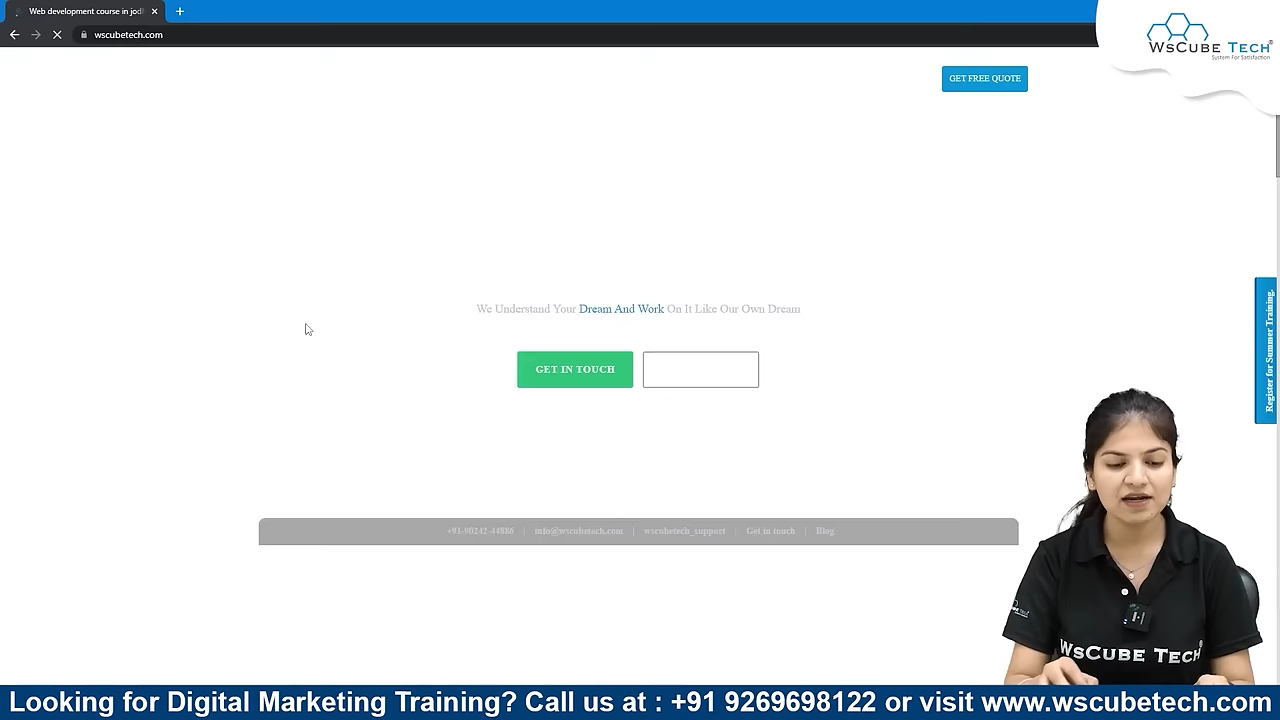 Web development course in jodh
wscubetech.com
WsCube Tech®
System For Satisfaction
GET FREE QUOTE
We Understand Your Dream And Work On It Like Our Own Dream
GET IN TOUCH
Register for Summer Training.
+91-90242-44886 | info@wscubetech.com | wscubetech_support | Get in touch | Blog
WsCube Tech®
Looking for Digital Marketing Training? Call us at : +91 9269698122 or visit www.wscubetech.com